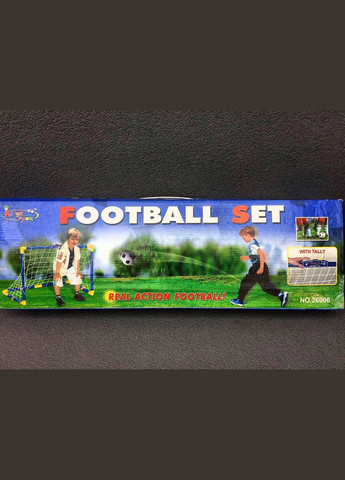 FOOTBALL SET
WITH TALLY
REAL ACTION FOOTBALL!
NO.26006